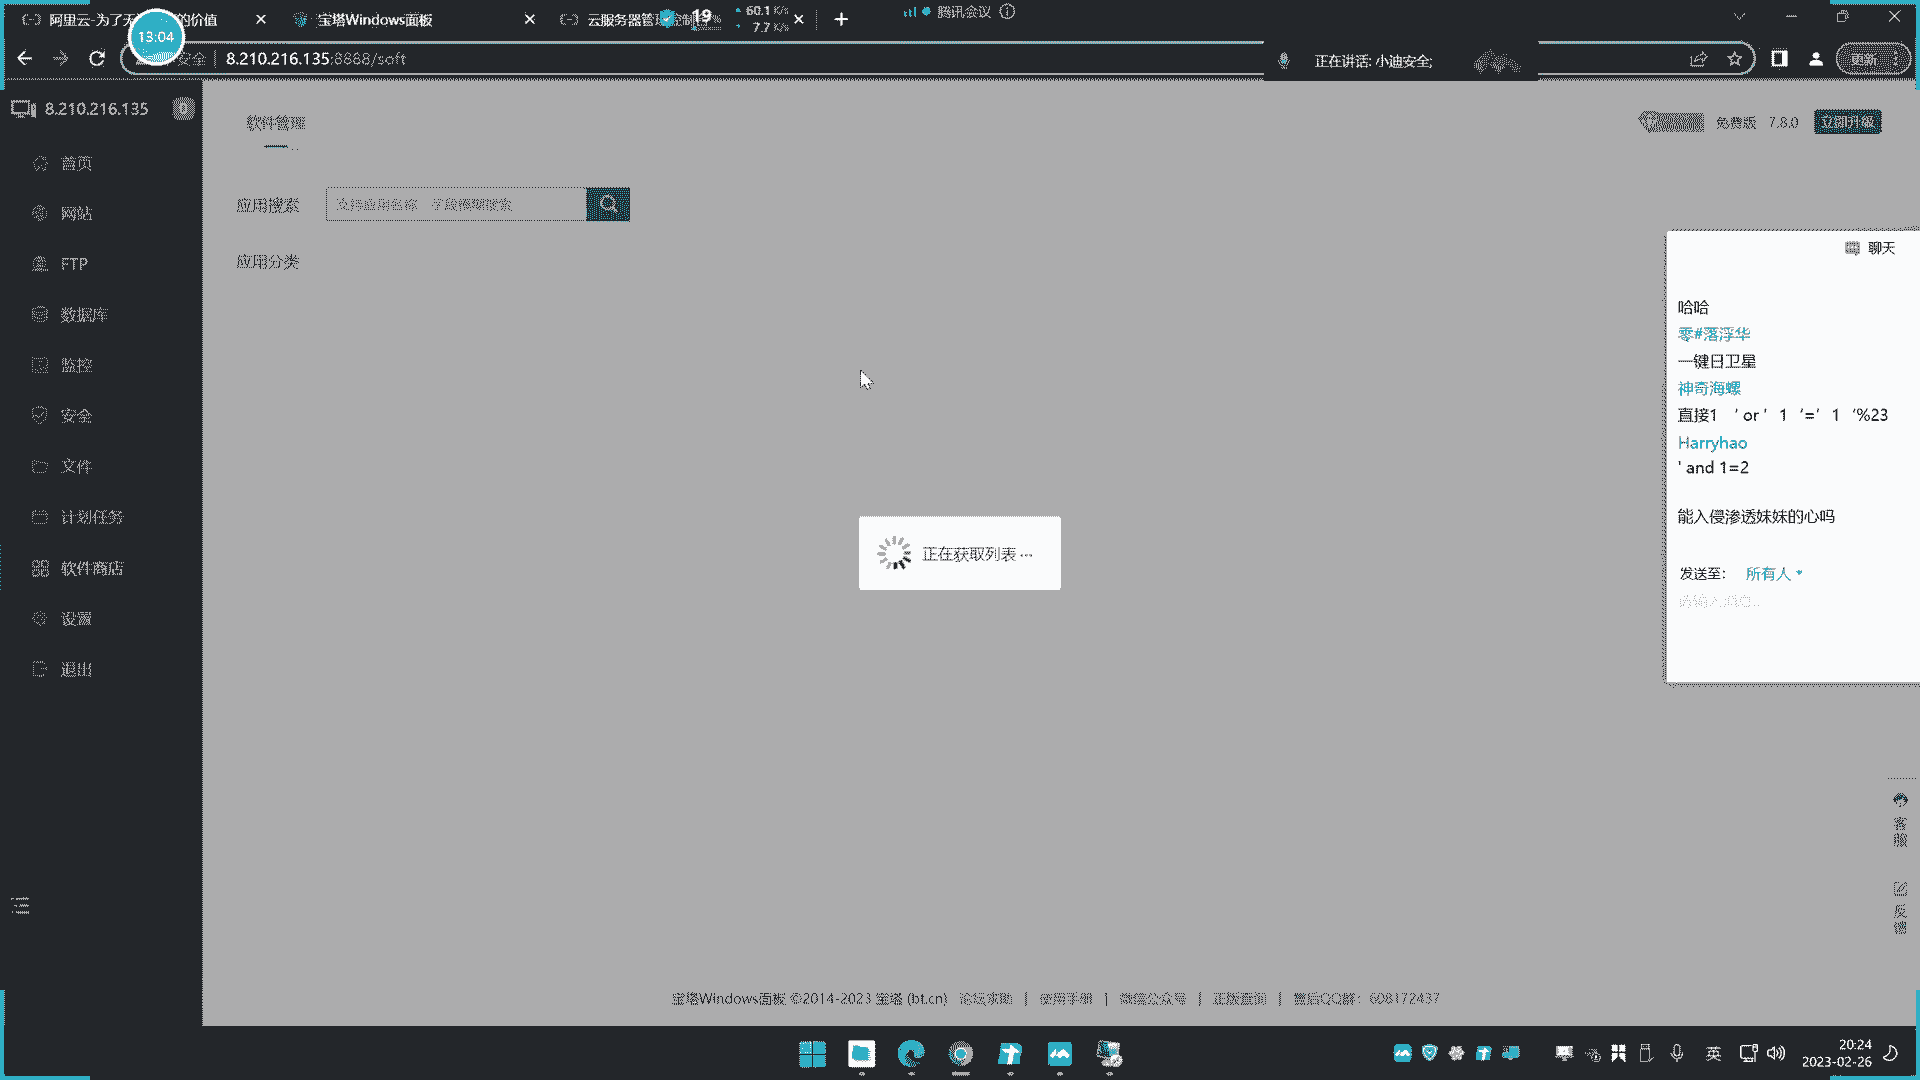 阿里云-为了无 的价值
宝塔Windows面板
云服务器管理控制
19
60.1 K/s
7.7 K/s
腾讯会议
13:04
安全
8.210.216.135:8888/soft
正在讲话: 小迪安全;
更新
8.210.216.135
0
首页
网站
FTP
数据库
监控
安全
文件
计划任务
软件商店
设置
退出
软件管理
免费版 7.8.0 立即升级
应用搜索
支持应用名称、字段模糊搜索
应用分类
正在获取列表 ···
聊天
哈哈
零#落浮华
一键日卫星
神奇海螺
直接1 ‘ or ’ 1 ‘=’ 1 ‘%23
Harryhao
' and 1=2
能入侵渗透妹妹的心吗
发送至: 所有人
客服
反馈
宝塔Windows面板 ©2014-2023 宝塔 (bt.cn) 论坛求助 | 使用手册 | 微信公众号 | 正版查询 | 售后QQ群: 608172437
英
20:24
2023-02-26